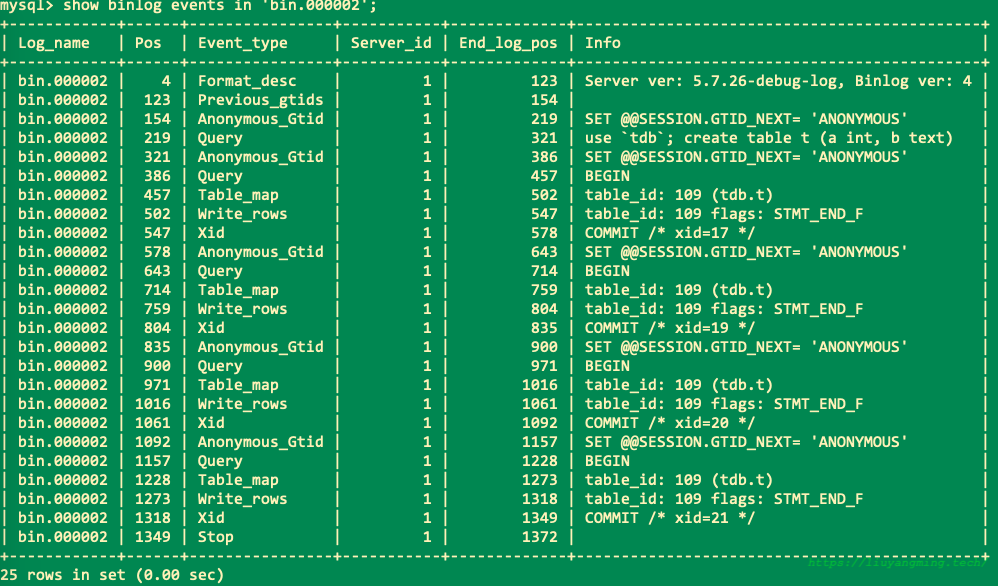 mysql> show binlog events in 'bin.000002';
+------------+------+----------------+-----------+-------------+---------------------------------------+
| Log_name | Pos | Event_type | Server_id | End_log_pos | Info |
+------------+------+----------------+-----------+-------------+---------------------------------------+
| bin.000002 | 4 | Format_desc | 1 | 123 | Server ver: 5.7.26-debug-log, Binlog ver: 4 |
| bin.000002 | 123 | Previous_gtids | 1 | 154 | |
| bin.000002 | 154 | Anonymous_Gtid | 1 | 219 | SET @@SESSION.GTID_NEXT= 'ANONYMOUS' |
| bin.000002 | 219 | Query | 1 | 321 | use `tdb`; create table t (a int, b text) |
| bin.000002 | 321 | Anonymous_Gtid | 1 | 386 | SET @@SESSION.GTID_NEXT= 'ANONYMOUS' |
| bin.000002 | 386 | Query | 1 | 457 | BEGIN |
| bin.000002 | 457 | Table_map | 1 | 502 | table_id: 109 (tdb.t) |
| bin.000002 | 502 | Write_rows | 1 | 547 | table_id: 109 flags: STMT_END_F |
| bin.000002 | 547 | Xid | 1 | 578 | COMMIT /* xid=17 */ |
| bin.000002 | 578 | Anonymous_Gtid | 1 | 643 | SET @@SESSION.GTID_NEXT= 'ANONYMOUS' |
| bin.000002 | 643 | Query | 1 | 714 | BEGIN |
| bin.000002 | 714 | Table_map | 1 | 759 | table_id: 109 (tdb.t) |
| bin.000002 | 759 | Write_rows | 1 | 804 | table_id: 109 flags: STMT_END_F |
| bin.000002 | 804 | Xid | 1 | 835 | COMMIT /* xid=19 */ |
| bin.000002 | 835 | Anonymous_Gtid | 1 | 900 | SET @@SESSION.GTID_NEXT= 'ANONYMOUS' |
| bin.000002 | 900 | Query | 1 | 971 | BEGIN |
| bin.000002 | 971 | Table_map | 1 | 1016 | table_id: 109 (tdb.t) |
| bin.000002 | 1016 | Write_rows | 1 | 1061 | table_id: 109 flags: STMT_END_F |
| bin.000002 | 1061 | Xid | 1 | 1092 | COMMIT /* xid=20 */ |
| bin.000002 | 1092 | Anonymous_Gtid | 1 | 1157 | SET @@SESSION.GTID_NEXT= 'ANONYMOUS' |
| bin.000002 | 1157 | Query | 1 | 1228 | BEGIN |
| bin.000002 | 1228 | Table_map | 1 | 1273 | table_id: 109 (tdb.t) |
| bin.000002 | 1273 | Write_rows | 1 | 1318 | table_id: 109 flags: STMT_END_F |
| bin.000002 | 1318 | Xid | 1 | 1349 | COMMIT /* xid=21 */ |
| bin.000002 | 1349 | Stop | 1 | 1372 | |
+------------+------+----------------+-----------+-------------+---------------------------------------+
https://liuyangming.tech/
25 rows in set (0.00 sec)